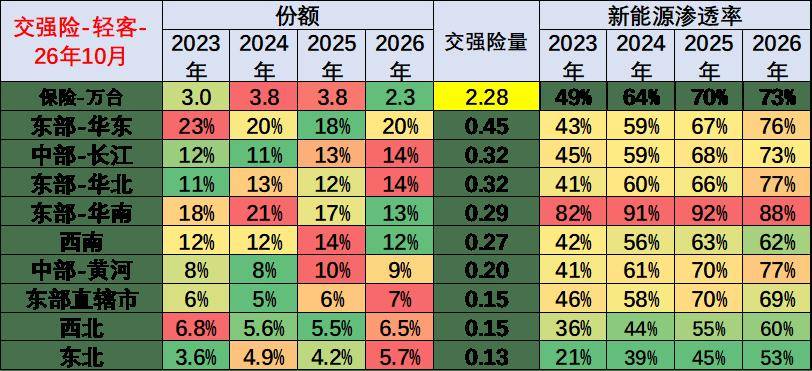 交强险-轻客-26年10月 份额 交强险量 新能源渗透率
2023年 2024年 2025年 2026年 2023年 2024年 2025年 2026年
保险-万台 3.0 3.8 3.8 2.3 2.28 49% 64% 70% 73%
东部-华东 23% 20% 18% 20% 0.45 43% 59% 67% 76%
中部-长江 12% 11% 13% 14% 0.32 45% 59% 68% 73%
东部-华北 11% 13% 12% 14% 0.32 41% 60% 66% 77%
东部-华南 18% 21% 17% 13% 0.29 82% 91% 92% 88%
西南 12% 12% 14% 12% 0.27 42% 56% 63% 62%
中部-黄河 8% 8% 10% 9% 0.20 41% 61% 70% 77%
东部直辖市 6% 5% 6% 7% 0.15 46% 58% 70% 69%
西北 6.8% 5.6% 5.5% 6.5% 0.15 36% 44% 55% 60%
东北 3.6% 4.9% 4.2% 5.7% 0.13 21% 39% 45% 53%